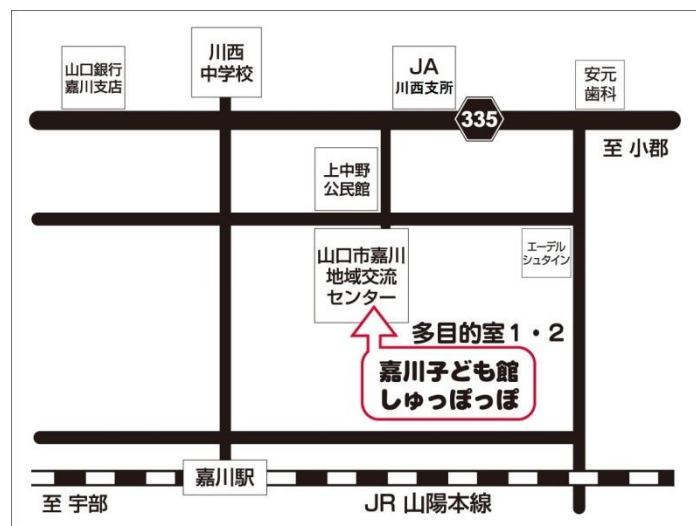 山口銀行
嘉川支店
川西
中学校
JA
川西支所
安元
歯科
335
至 小郡
上中野
公民館
山口市嘉川
地域交流
センター
エーデル
シュタイン
多目的室1・2
嘉川子ども館
しゅっぽっぽ
嘉川駅
至 宇部
JR 山陽本線